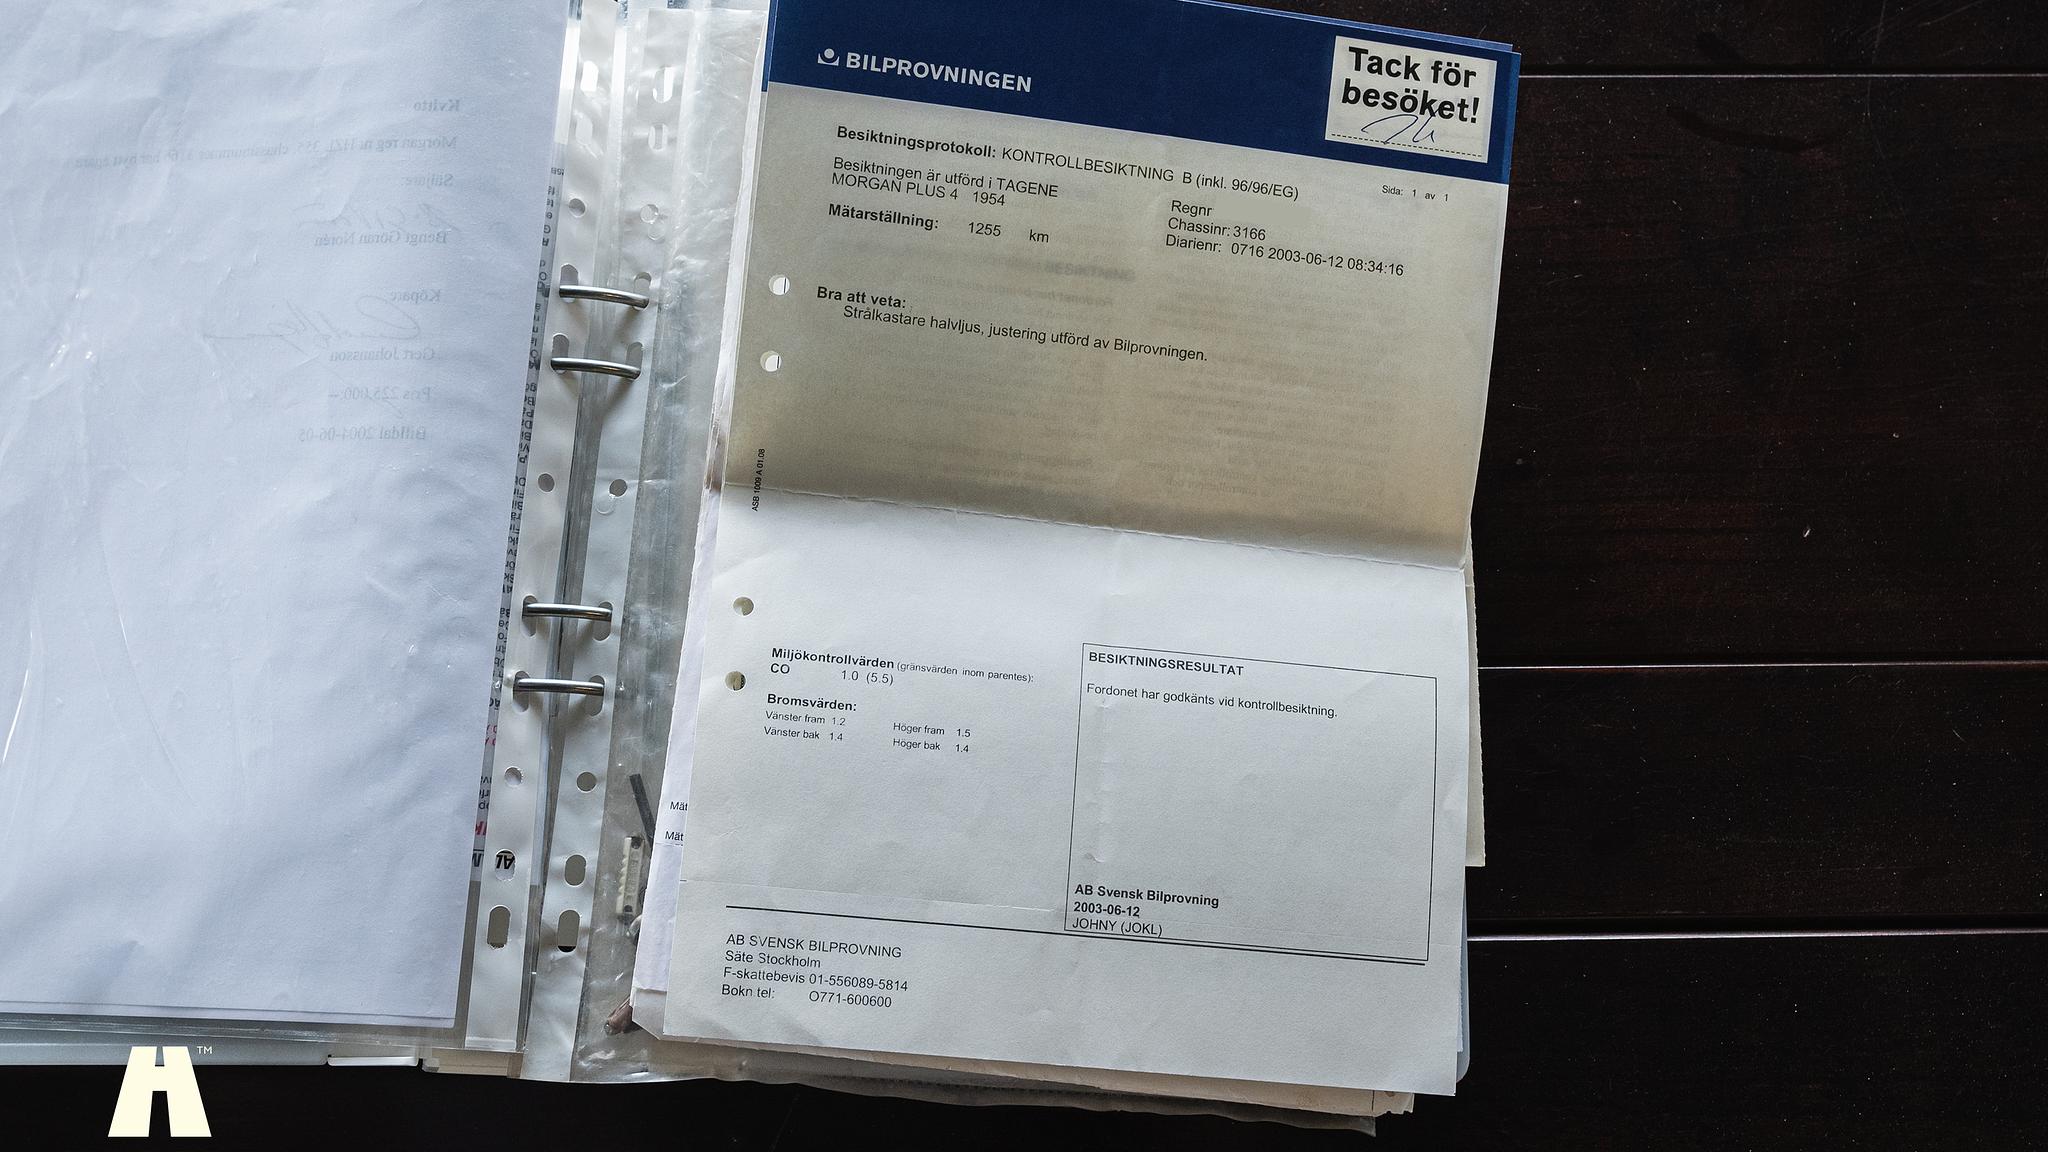 BILPROVNINGEN
Tack för
besöket!
Besiktningsprotokoll: KONTROLLBESIKTNING B (inkl. 96/96/EG)
Sida: 1 av 1
Besiktningen är utförd i TAGENE
MORGAN PLUS 4 1954
Mätarställning: 1255 km
Regnr
Chassinr: 3166
Diarienr: 0716 2003-06-12 08:34:16
Bra att veta:
Strålkastare halvljus, justering utförd av Bilprovningen.
ASB 1009 A 01.08
Miljökontrollvärden (gränsvärden inom parentes):
CO 1.0 (5.5)
Bromsvärden:
Vänster fram 1.2 Höger fram 1.5
Vänster bak 1.4 Höger bak 1.4
BESIKTNINGSRESULTAT
Fordonet har godkänts vid kontrollbesiktning.
AB Svensk Bilprovning
2003-06-12
JOHNY (JOKL)
AB SVENSK BILPROVNING
Säte Stockholm
F-skattebevis 01-556089-5814
Bokn.tel: 0771-600600
Mät
Mät
Kvitto
Säljare:
Bengt Göran Norén
Köpare:
Gert Johansson
Pris 225,000:-
Billdal 2004-06-05
TM